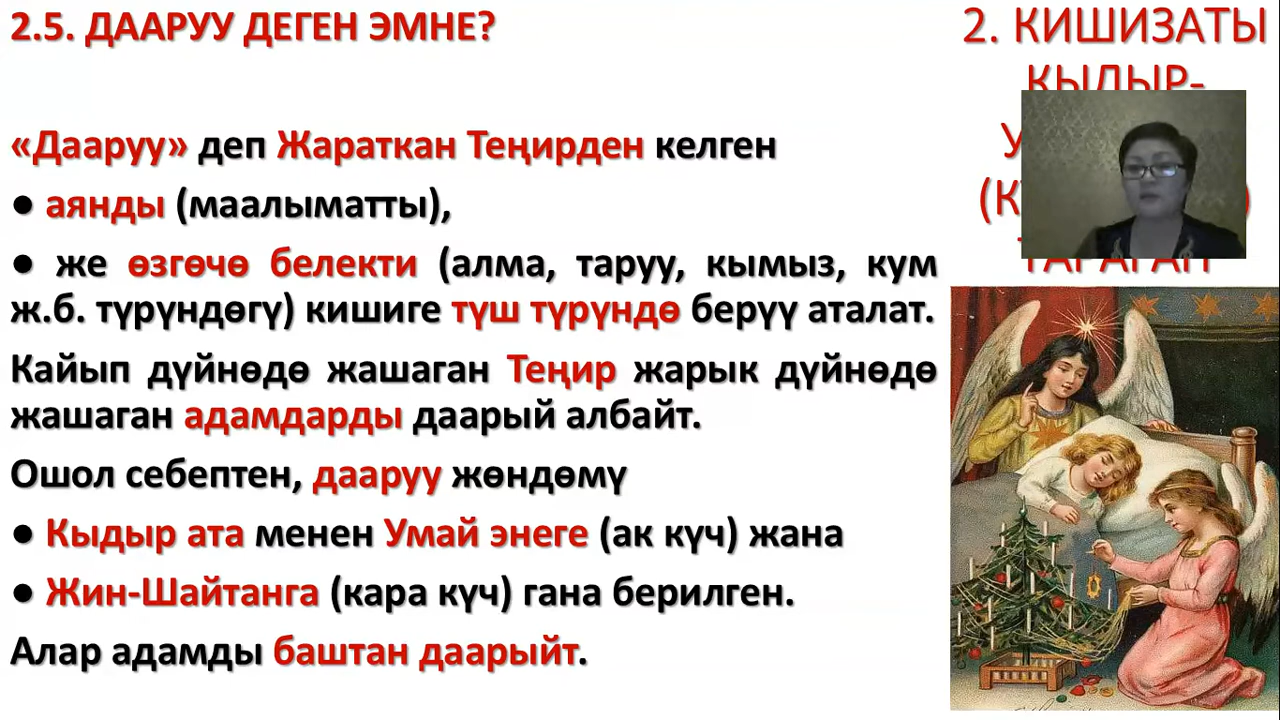 2.5. ДААРУУ ДЕГЕН ЭМНЕ?
«Дааруу» деп Жараткан Теңирден келген
● аянды (маалыматты),
● же өзгөчө белекти (алма, таруу, кымыз, кум
ж.б. түрүндөгү) кишиге түш түрүндө берүү аталат.
Кайып дүйнөдө жашаган Теңир жарык дүйнөдө
жашаган адамдарды даарый албайт.
Ошол себептен, дааруу жөндөмү
● Кыдыр ата менен Умай энеге (ак күч) жана
● Жин-Шайтанга (кара күч) гана берилген.
Алар адамды баштан даарыйт.
2. КИШИЗАТЫ
КЫДЫР-
ТАРАГАН